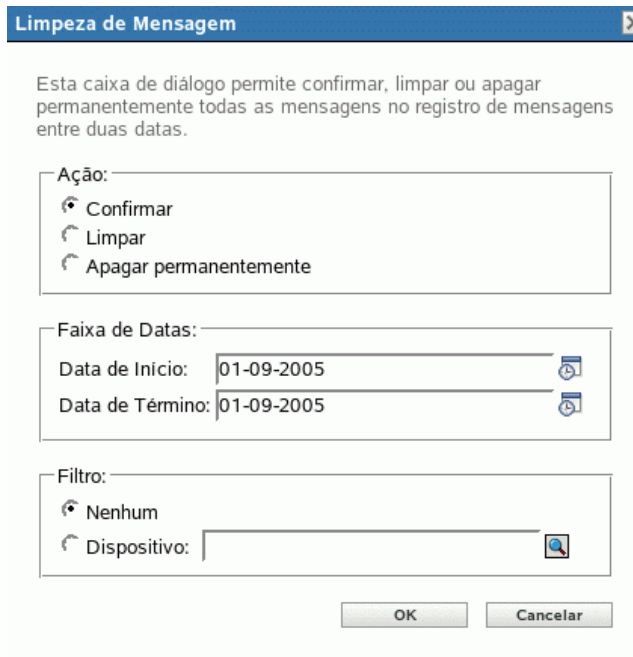 Limpeza de Mensagem
Esta caixa de diálogo permite confirmar, limpar ou apagar
permanentemente todas as mensagens no registro de mensagens
entre duas datas.
Ação:
Confirmar
Limpar
Apagar permanentemente
Faixa de Datas:
Data de Início: 01-09-2005
Data de Término: 01-09-2005
Filtro:
Nenhum
Dispositivo:
OK Cancelar